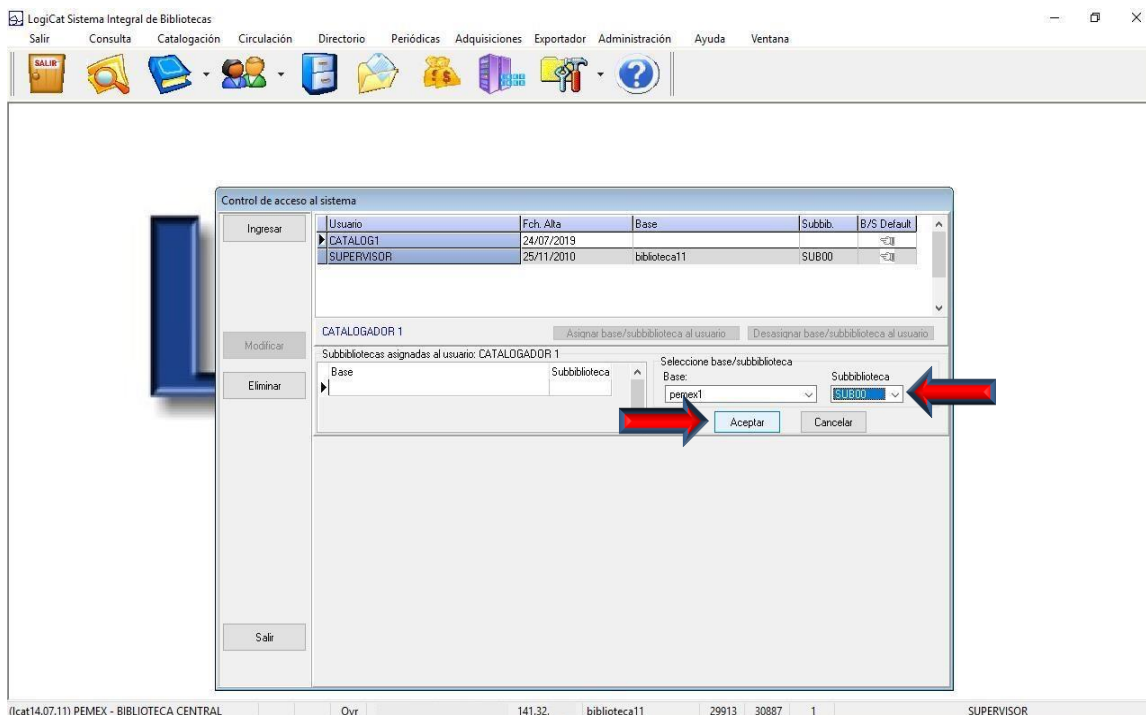 LogiCat Sistema Integral de Bibliotecas
Salir Consulta Catalogación Circulación Directorio Periódicas Adquisiciones Exportador Administración Ayuda Ventana
SALIR
Control de acceso al sistema
Ingresar
Usuario Fch. Alta Base Subbib. B/S Default
CATALOG1 24/07/2019
SUPERVISOR 25/11/2010 biblioteca11 SUB00
CATALOGADOR 1 Asignar base/subbiblioteca al usuario Desasignar base/subbiblioteca al usuario
Modificar
Subbibliotecas asignadas al usuario: CATALOGADOR 1
Seleccione base/subbiblioteca
Base Subbiblioteca
Base: Subbiblioteca
Eliminar
pemex1 SUB00
Aceptar Cancelar
Salir
(lcat14.07.11) PEMEX - BIBLIOTECA CENTRAL Ovr 141.32. biblioteca11 29913 30887 1 SUPERVISOR